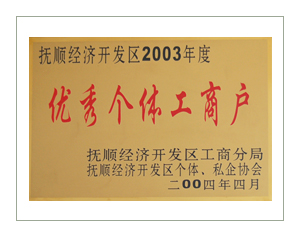 抚顺经济开发区2003年度
优秀个体工商户
抚顺经济开发区工商分局
抚顺经济开发区个体、私企协会
二00四年四月